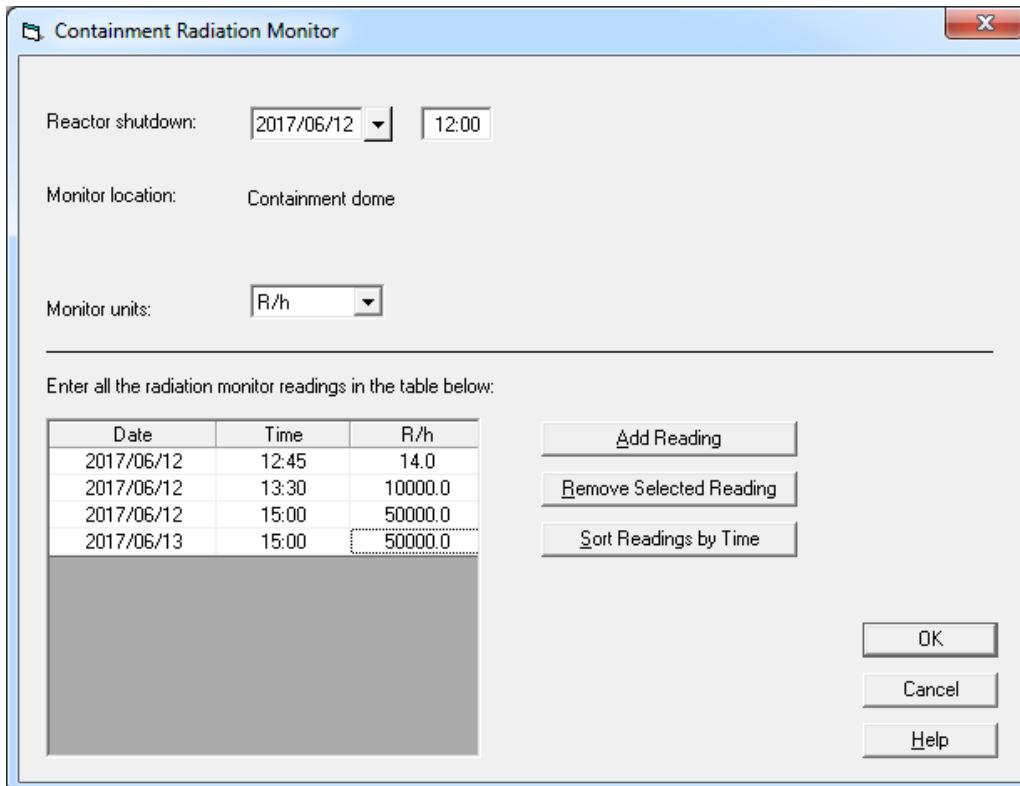 Containment Radiation Monitor
Reactor shutdown: 2017/06/12 12:00
Monitor location: Containment dome
Monitor units: R/h
Enter all the radiation monitor readings in the table below:
Date Time R/h
2017/06/12 12:45 14.0
2017/06/12 13:30 10000.0
2017/06/12 15:00 50000.0
2017/06/13 15:00 50000.0
Add Reading
Remove Selected Reading
Sort Readings by Time
OK
Cancel
Help